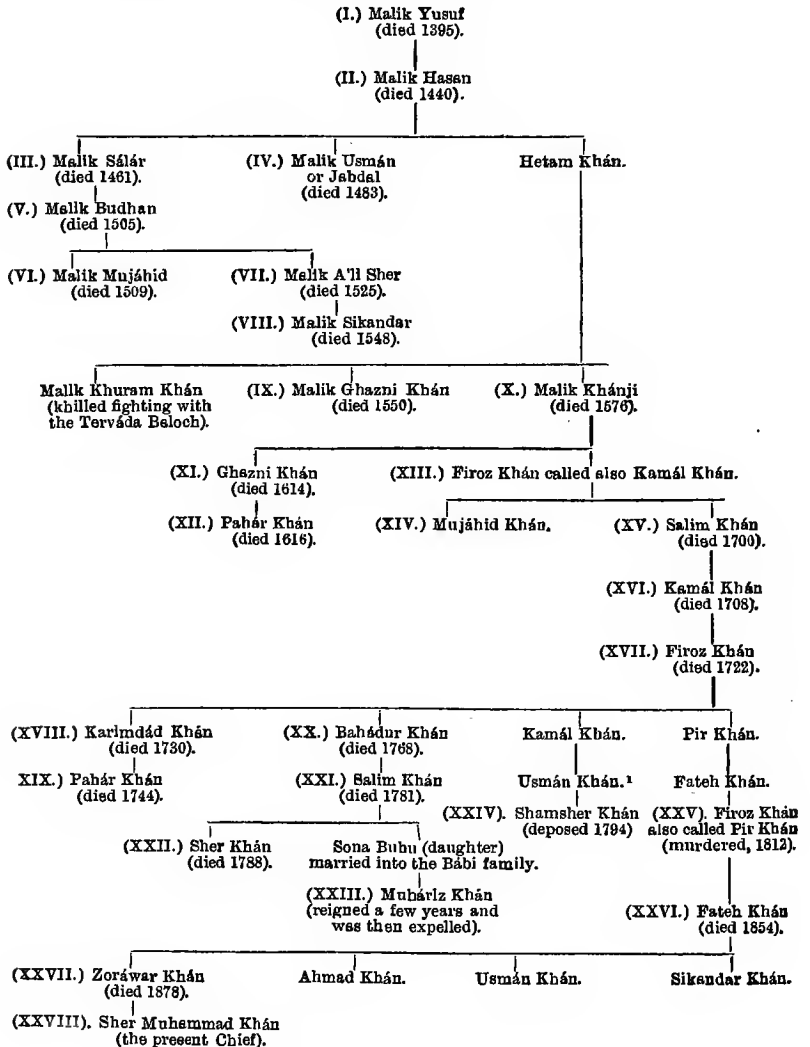 (I.) Malik Yusuf
(died 1395).
(II.) Malik Hasan
(died 1440).
(III.) Malik Sálár
(died 1461).
(IV.) Malik Usmán
or Jabdal
(died 1483).
Hetam Khán.
(V.) Malik Budhan
(died 1505).
(VI.) Malik Mujáhid
(died 1509).
(VII.) Malik A'li Sher
(died 1525).
(VIII.) Malik Sikandar
(died 1548).
Malik Khuram Khán
(khilled fighting with
the Terváda Baloch).
(IX.) Malik Ghazni Khán
(died 1550).
(X.) Malik Khánji
(died 1576).
(XI.) Ghazni Khán
(died 1614).
(XIII.) Firoz Khán called also Kamál Khán.
(XII.) Pahár Khán
(died 1616).
(XIV.) Mujáhid Khán.
(XV.) Salim Khán
(died 1700).
(XVI.) Kamál Khán
(died 1708).
(XVII.) Firoz Khán
(died 1722).
(XVIII.) Karimdád Khán
(died 1730).
(XX.) Bahádur Khán
(died 1768).
Kamál Khán.
Pir Khán.
XIX.) Pahár Khán
(died 1744).
(XXI.) Salim Khán
(died 1781).
Usmán Khán.¹
Fateh Khán.
(XXIV). Shamsher Khán
(deposed 1794)
(XXV). Firoz Khán
also called Pir Khán
(murdered, 1812).
(XXII.) Sher Khán
(died 1788).
Sona Bubu (daughter)
married into the Bábi family.
(XXIII.) Mubáriz Khán
(reigned a few years and
was then expelled).
(XXVI.) Fateh Khán
(died 1854).
(XXVII.) Zoráwar Khán
(died 1878).
Ahmad Khán.
Usmán Khán.
Sikandar Khán.
(XXVIII). Sher Muhammad Khán
(the present Chief).